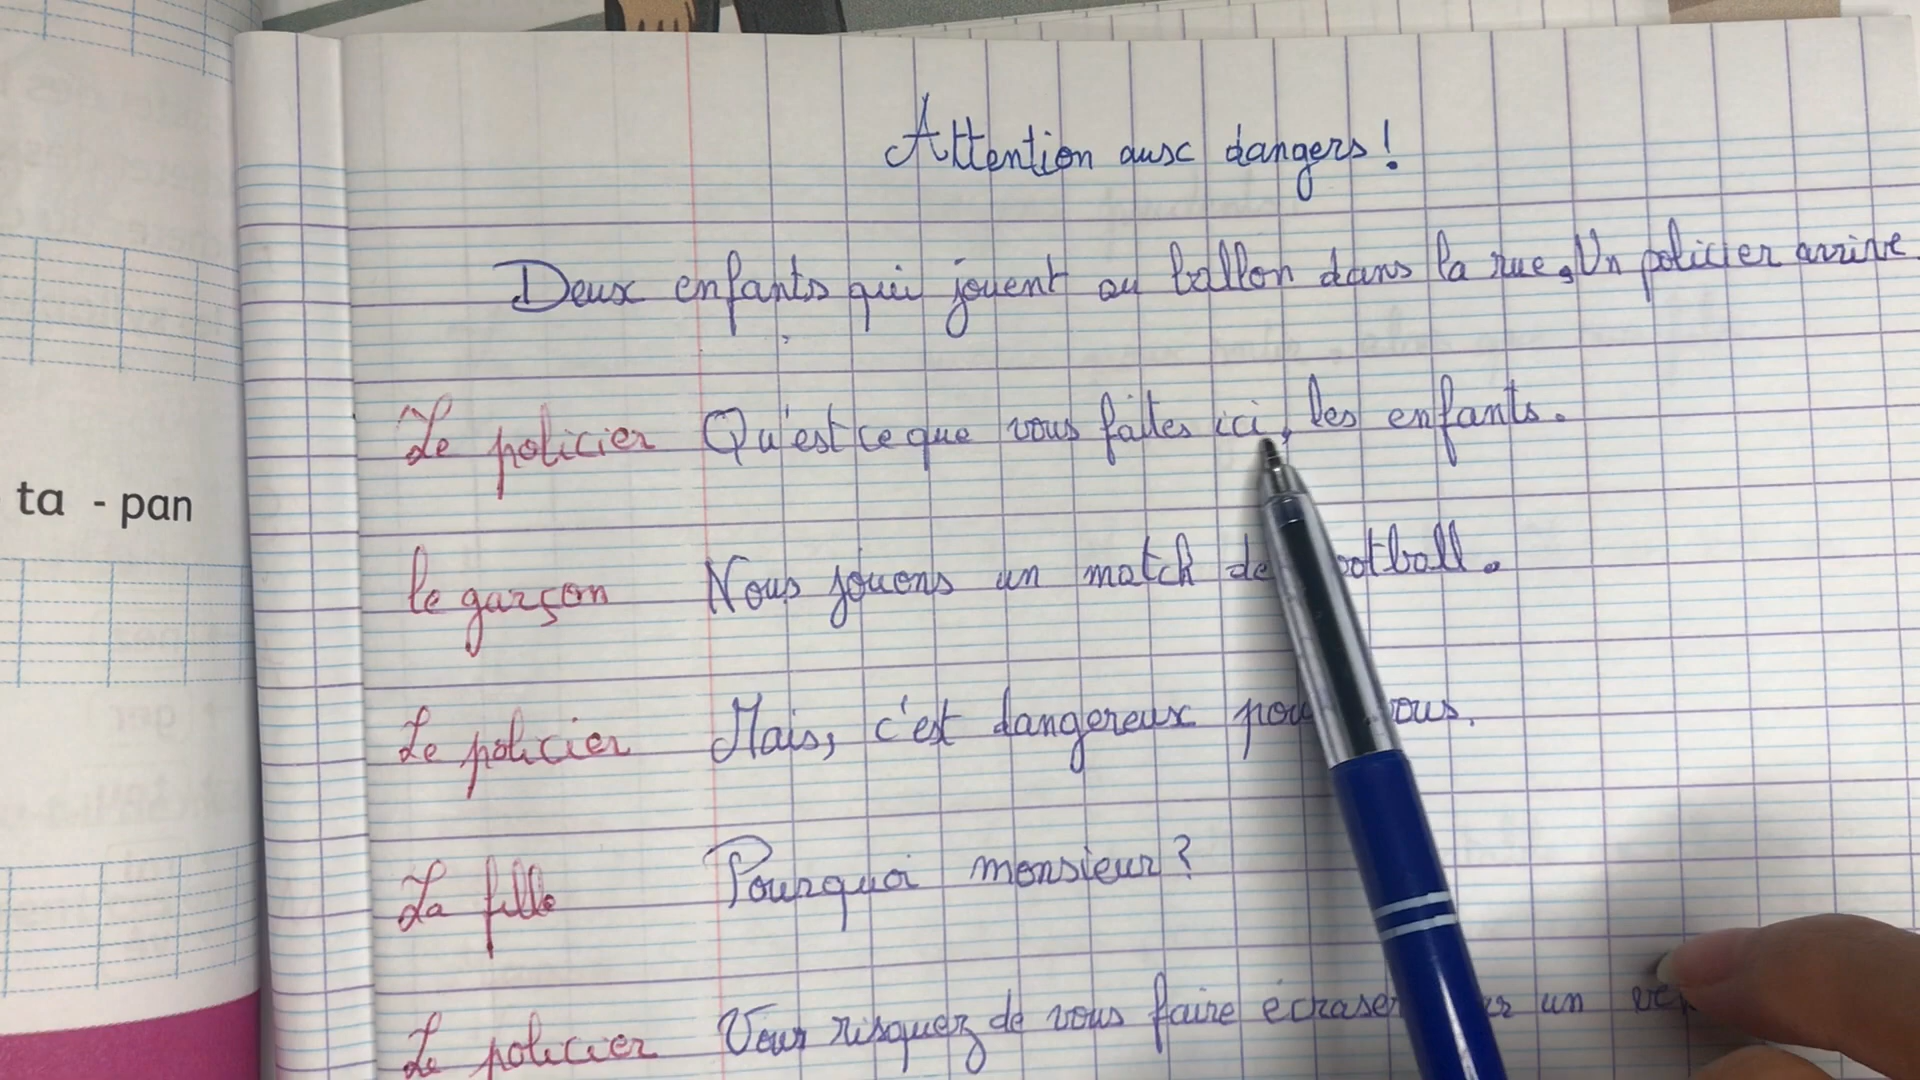 Attention aux dangers!
Deux enfants qui jouent au ballon dans la rue. Un policier arrive
Le policier Qu'est ce que vous faites ici, les enfants.
ta - pan
le garçon Nous jouons un match de
Le policier Mais, c'est dangereux
La fille Pourquoi monsieur?
Le policier Vous risquez de vous faire écraser un